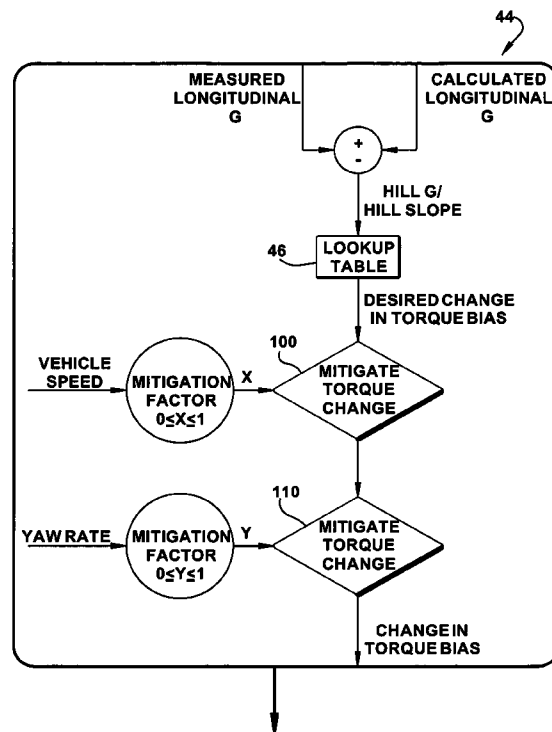 44
MEASURED
LONGITUDINAL
G
CALCULATED
LONGITUDINAL
G
+
-
HILL G/
HILL SLOPE
46
LOOKUP
TABLE
DESIRED CHANGE
IN TORQUE BIAS
100
VEHICLE
SPEED
MITIGATION
FACTOR
0≤X≤1
X
MITIGATE
TORQUE
CHANGE
110
YAW RATE
MITIGATION
FACTOR
0≤Y≤1
Y
MITIGATE
TORQUE
CHANGE
CHANGE IN
TORQUE BIAS